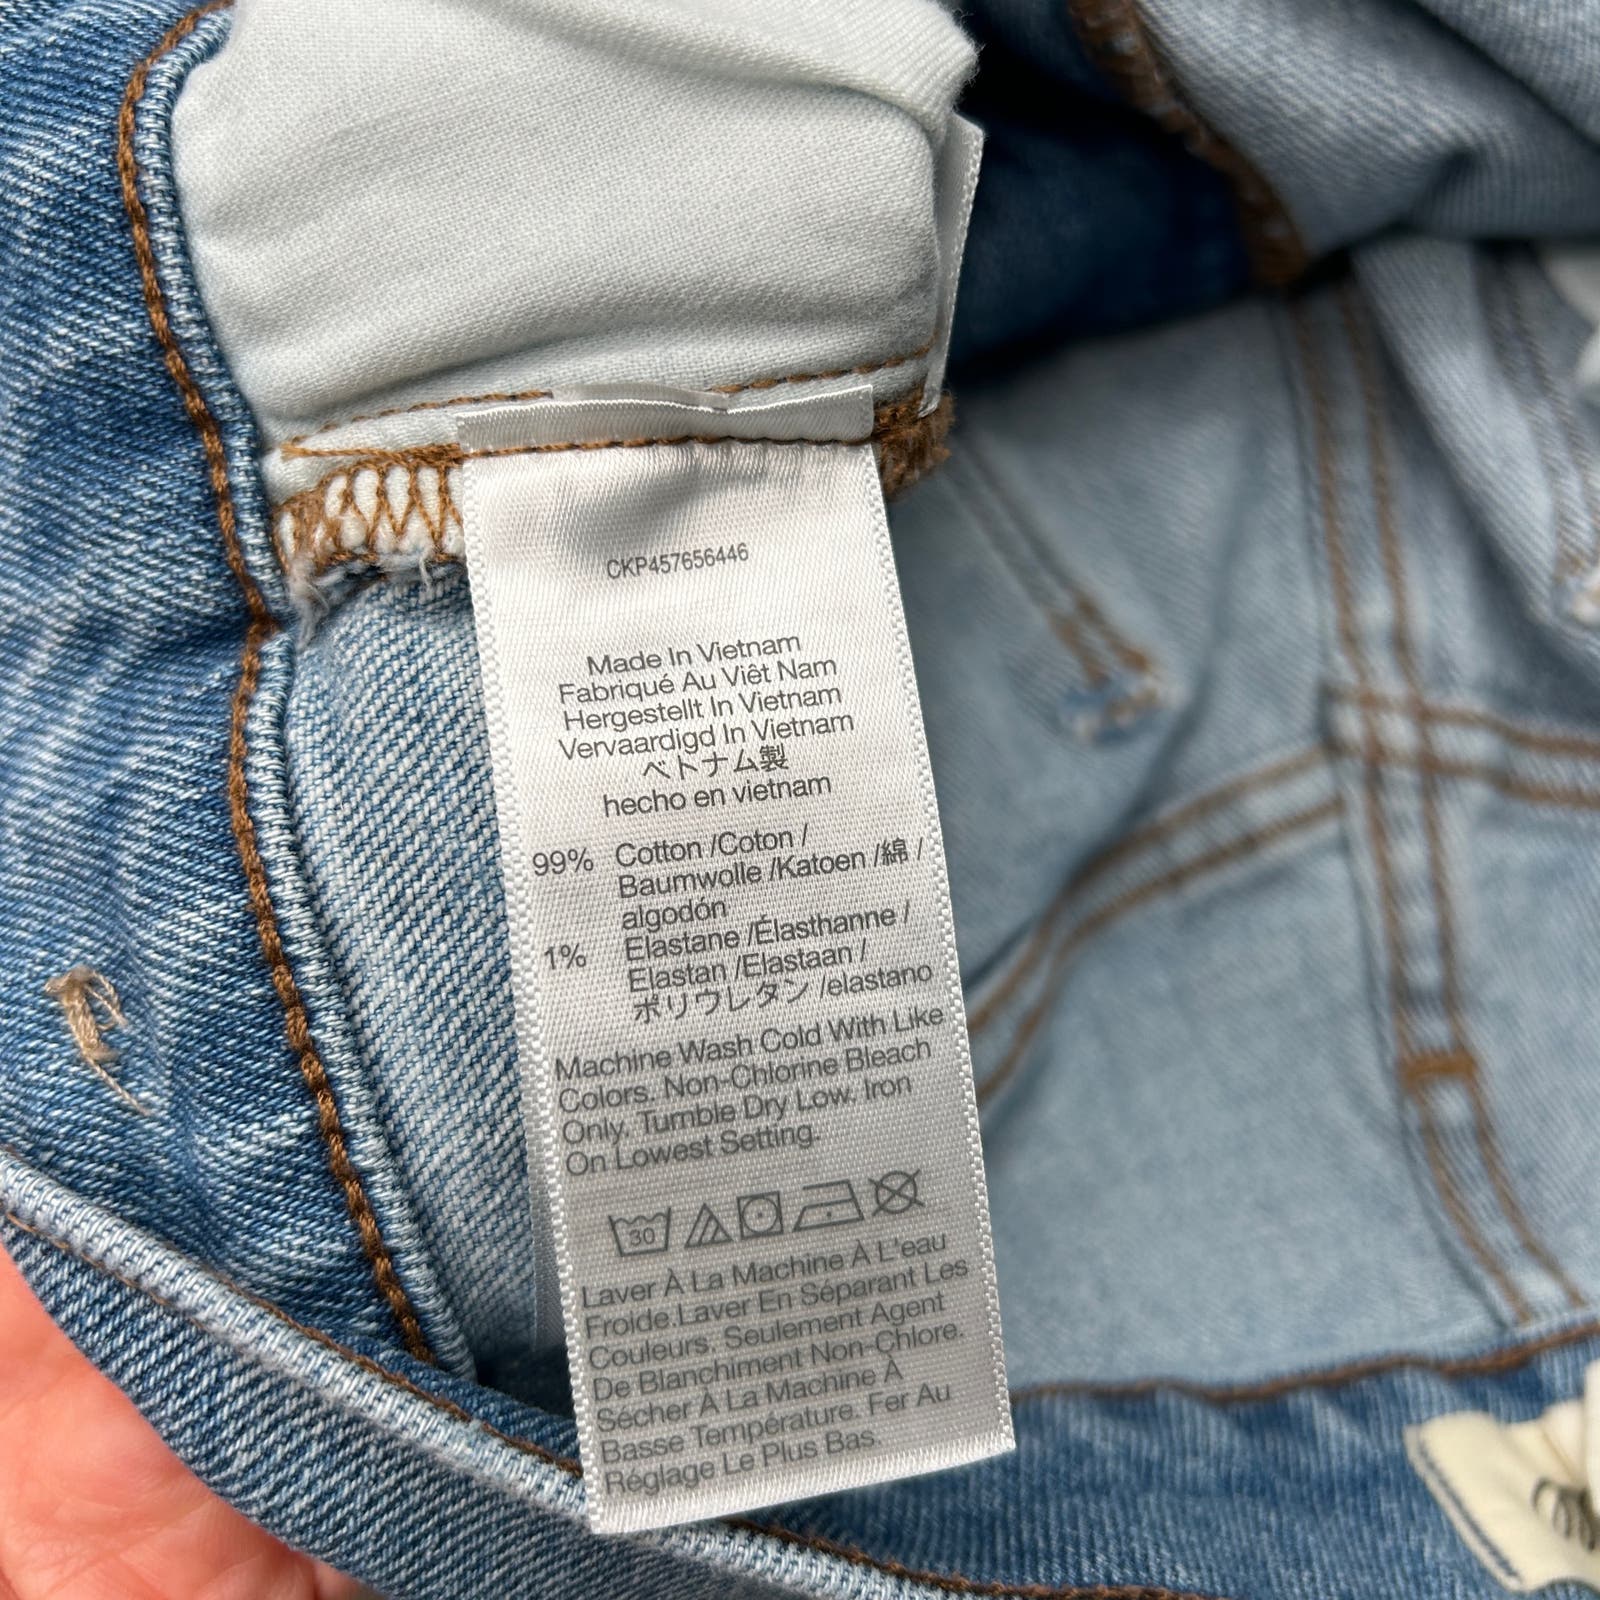 CKP457656446
Made In Vietnam
Fabriqué Au Viêt Nam
Hergestellt In Vietnam
Vervaardigd In Vietnam
ベトナム製
hecho en vietnam
99% Cotton /Coton /
Baumwolle /Katoen /綿 /
algodón
1% Elastane /Élasthanne /
Elastan /Elastaan /
ポリウレタン /elastano
Machine Wash Cold With Like
Colors. Non-Chlorine Bleach
Only. Tumble Dry Low. Iron
On Lowest Setting.
30
Laver À La Machine À L'eau
Froide.Laver En Séparant Les
Couleurs. Seulement Agent
De Blanchiment Non-Chlore.
Sécher À La Machine À
Basse Température. Fer Au
Réglage Le Plus Bas.